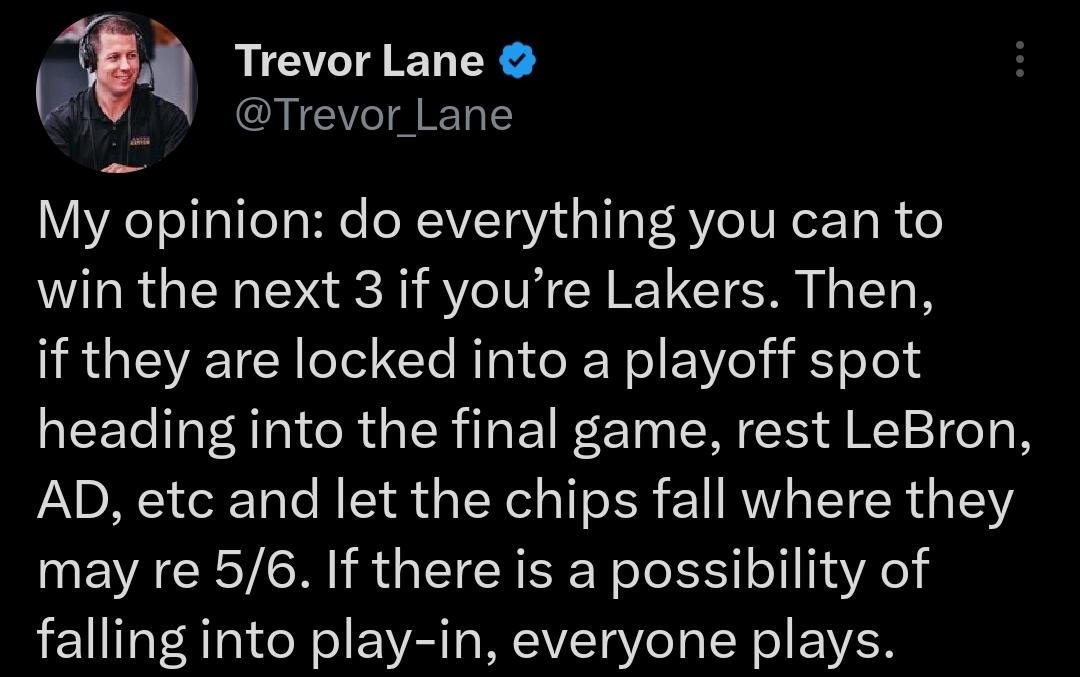 Trevor Lane
@Trevor_Lane
My opinion: do everything you can to
win the next 3 if you’re Lakers. Then,
if they are locked into a playoff spot
heading into the final game, rest LeBron,
AD, etc and let the chips fall where they
may re 5/6. If there is a possibility of
falling into play-in, everyone plays.